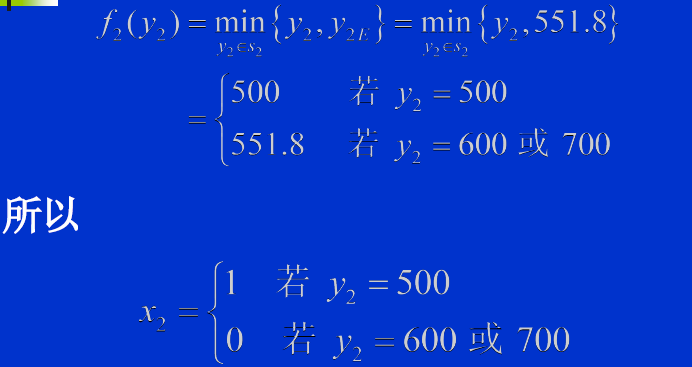 f₂(y₂) = min_{y₂∈s₂}{y₂, y₂E} = min_{y₂∈s₂}{y₂, 551.8}
= { 500 若 y₂ = 500
551.8 若 y₂ = 600 或 700
所以
x₂ = { 1 若 y₂ = 500
0 若 y₂ = 600 或 700